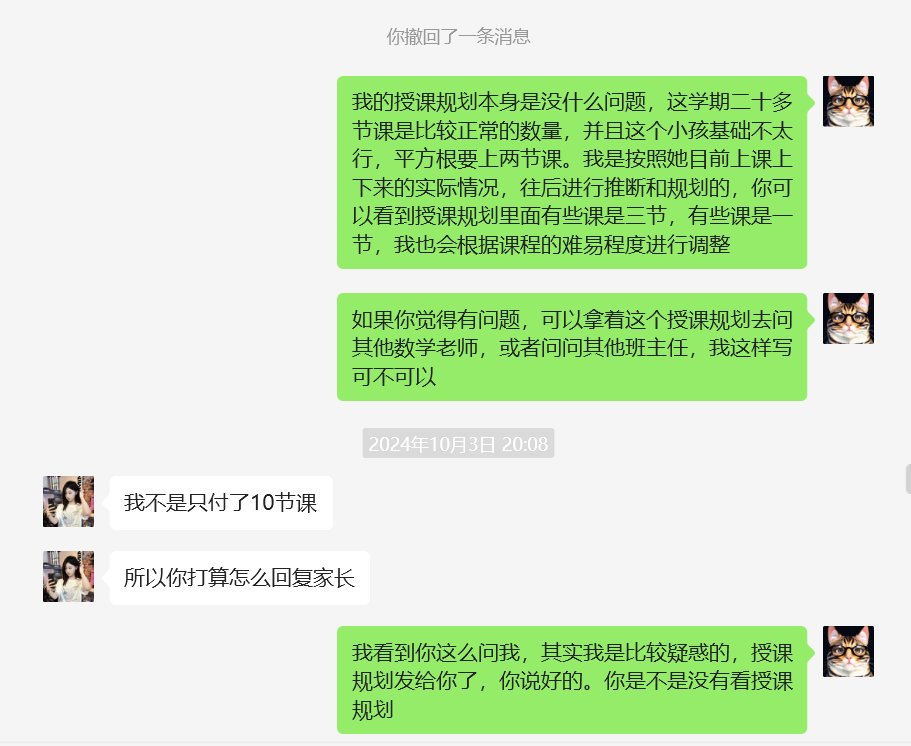 你撤回了一条消息
我的授课规划本身是没什么问题，这学期二十多
节课是比较正常的数量，并且这个小孩基础不太
行，平方根要上两节课。我是按照她目前上课上
下来的实际情况，往后进行推断和规划的，你可
以看到授课规划里面有些课是三节，有些课是一
节，我也会根据课程的难易程度进行调整
如果你觉得有问题，可以拿着这个授课规划去问
其他数学老师，或者问问其他班主任，我这样写
可不可以
2024年10月3日 20:08
我不是只付了10节课
所以你打算怎么回复家长
我看到你这么问我，其实我是比较疑惑的，授课
规划发给你了，你说好的。你是不是没有看授课
规划